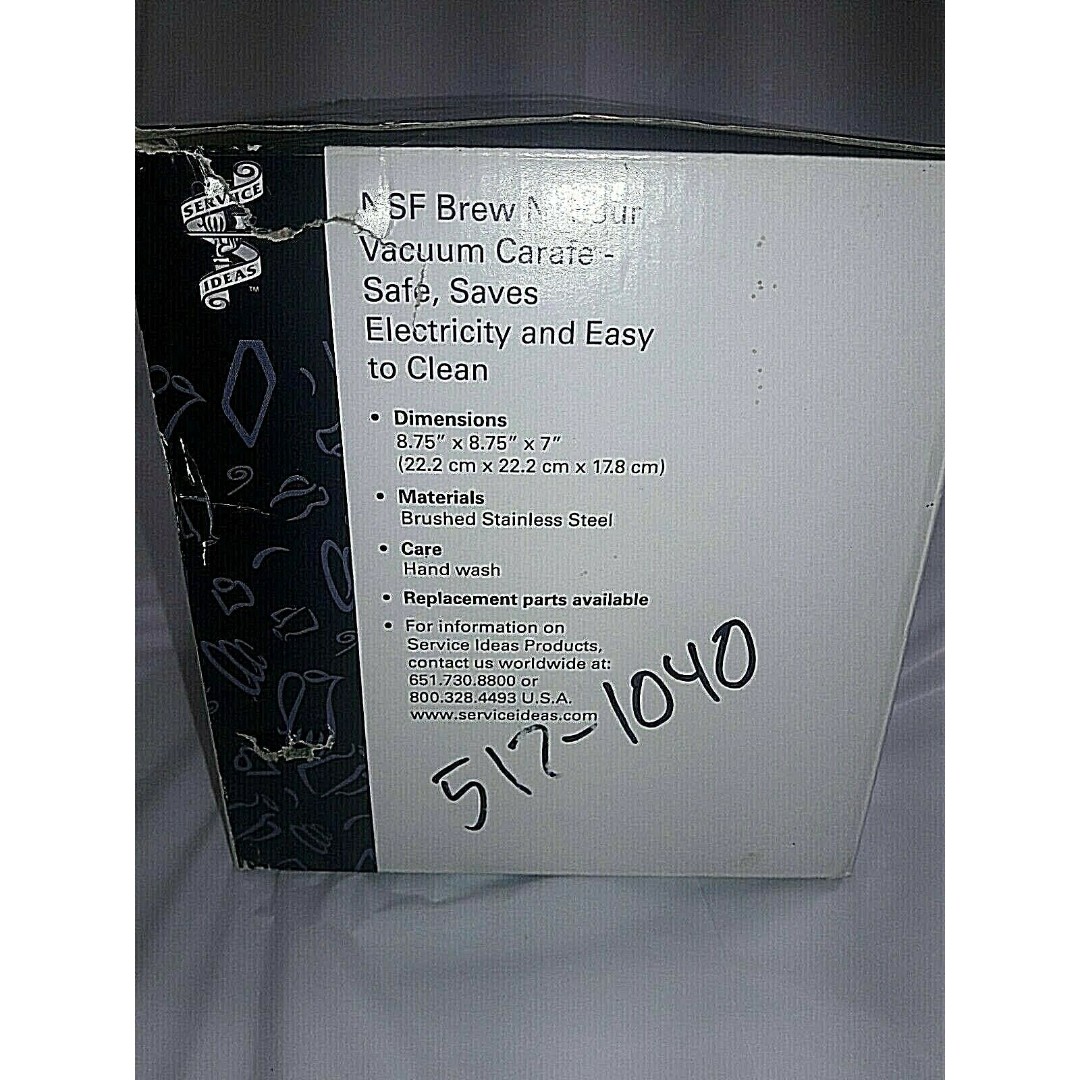 SERVICE
IDEAS
™
NSF Brew
Vacuum Carafe -
Safe, Saves
Electricity and Easy
to Clean
• Dimensions
8.75" x 8.75" x 7"
(22.2 cm x 22.2 cm x 17.8 cm)
• Materials
Brushed Stainless Steel
• Care
Hand wash
• Replacement parts available
• For information on
Service Ideas Products,
contact us worldwide at:
651.730.8800 or
800.328.4493 U.S.A.
www.serviceideas.com
517-1040